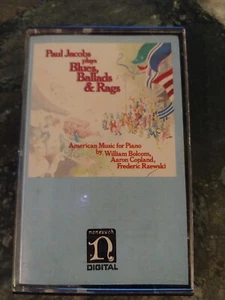 Paul Jacobs
plays
Blues,
Ballads
& Rags
American Music for Piano
by William Bolcom,
Aaron Copland,
Frederic Rzewski
nonesuch
DIGITAL